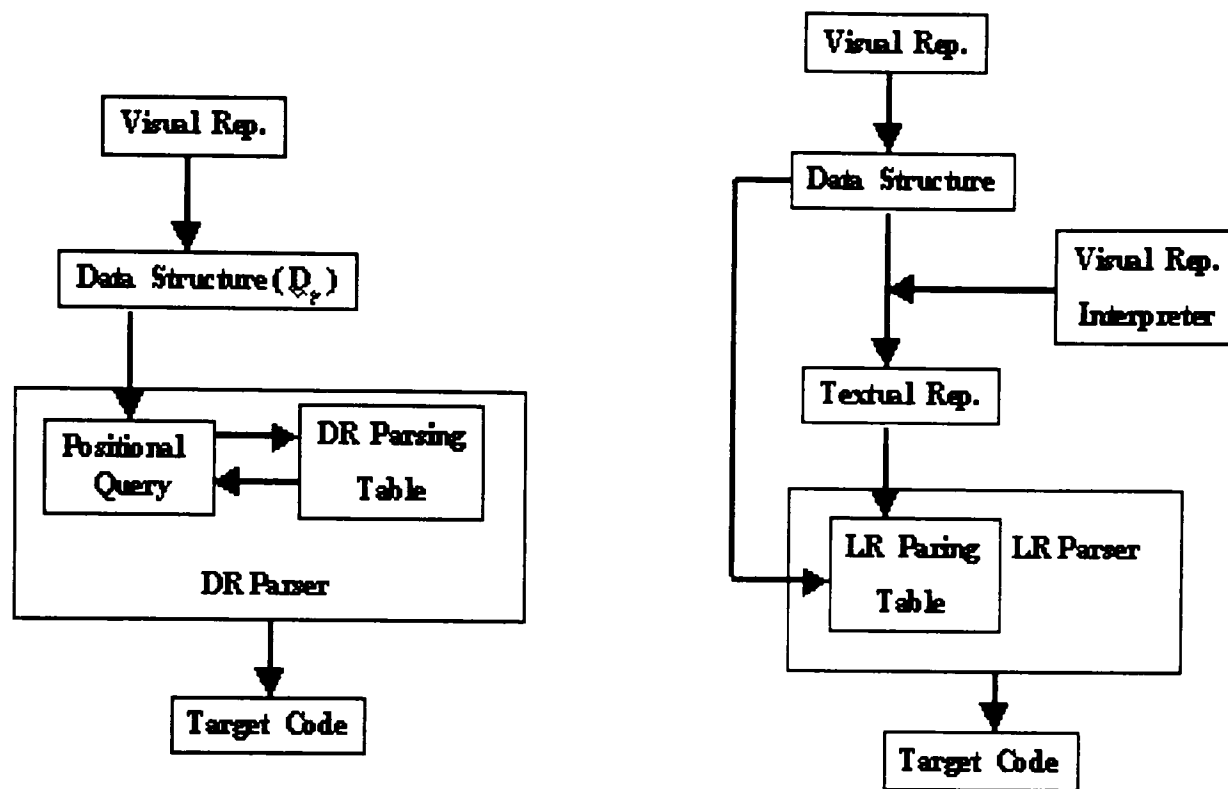 Visual Rep.
Data Structure(D_r)
Positional
Query
DR Parsing
Table
DR Parser
Target Code
Visual Rep.
Data Structure
Visual Rep.
Interpreter
Textual Rep.
LR Paring
Table
LR Parser
Target Code